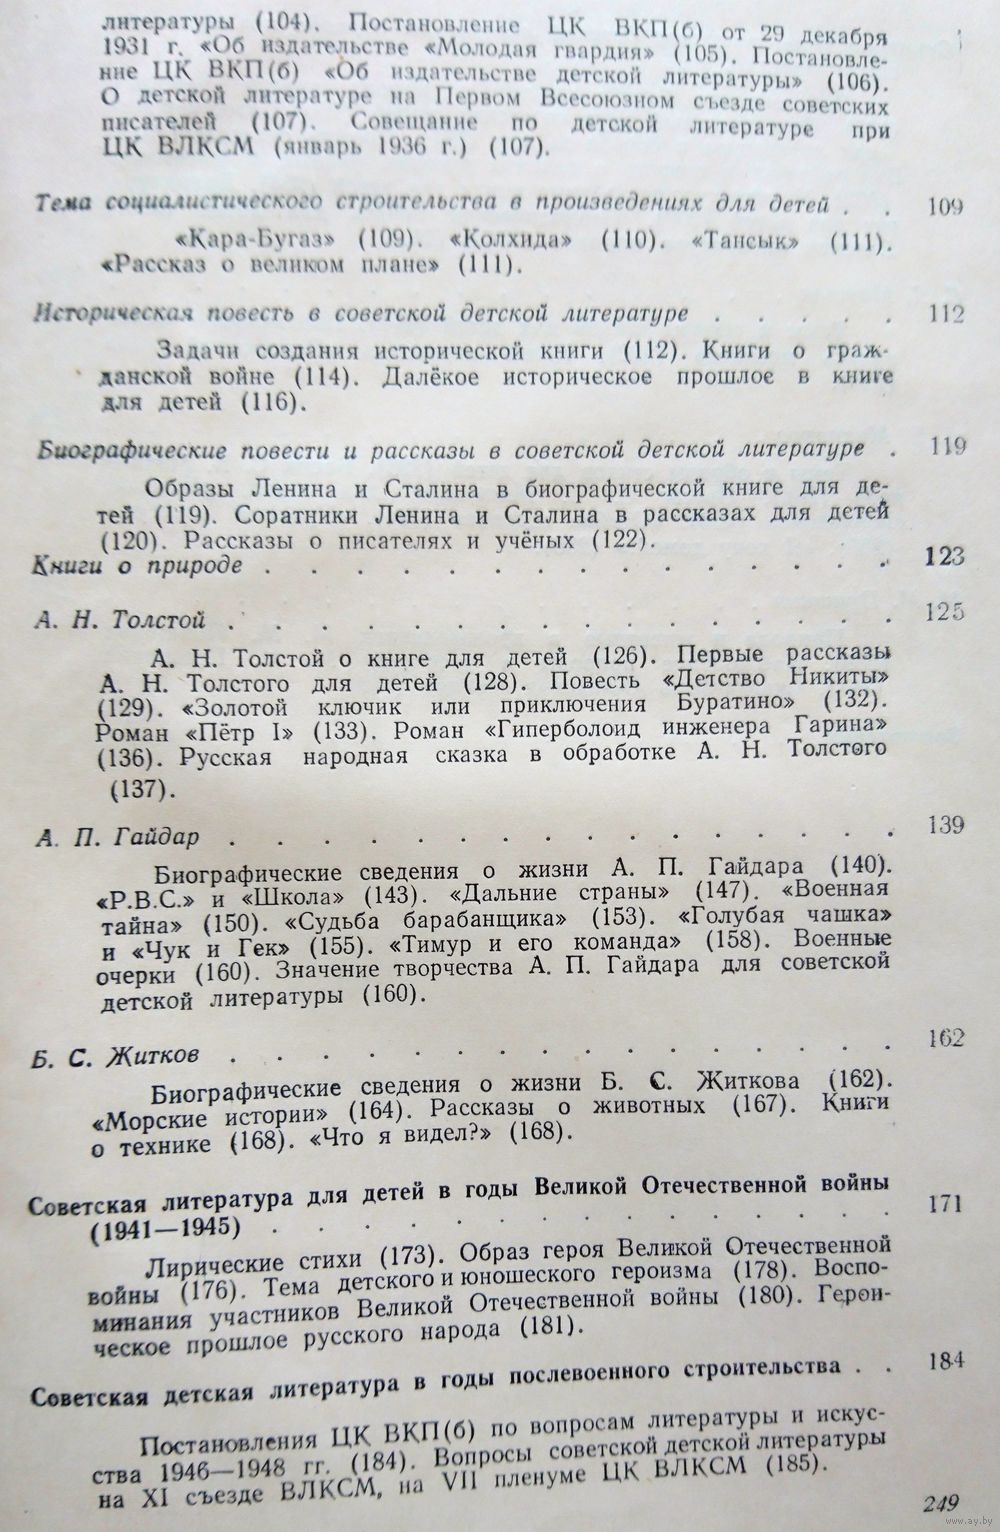 литературы (104). Постановление ЦК ВКП(б) от 29 декабря
1931 г. «Об издательстве «Молодая гвардия» (105). Постановле-
ние ЦК ВКП(б) «Об издательстве детской литературы» (106).
О детской литературе на Первом Всесоюзном съезде советских
писателей (107). Совещание по детской литературе при
ЦК ВЛКСМ (январь 1936 г.) (107).
Тема социалистического строительства в произведениях для детей . . 109
«Кара-Бугаз» (109). «Колхида» (110). «Тансык» (111).
«Рассказ о великом плане» (111).
Историческая повесть в советской детской литературе . . . . . 112
Задачи создания исторической книги (112). Книги о граж-
данской войне (114). Далёкое историческое прошлое в книге
для детей (116).
Биографические повести и рассказы в советской детской литературе . 119
Образы Ленина и Сталина в биографической книге для де-
тей (119). Соратники Ленина и Сталина в рассказах для детей
(120). Рассказы о писателях и учёных (122).
Книги о природе . . . . . . . . . . . . . . . 123
А. Н. Толстой . . . . . . . . . . . . . . . 125
А. Н. Толстой о книге для детей (126). Первые рассказы
А. Н. Толстого для детей (128). Повесть «Детство Никиты»
(129). «Золотой ключик или приключения Буратино» (132).
Роман «Пётр I» (133). Роман «Гиперболоид инженера Гарина»
(136). Русская народная сказка в обработке А. Н. Толстого
(137).
А. П. Гайдар . . . . . . . . . . . . . . . 139
Биографические сведения о жизни А. П. Гайдара (140).
«Р.В.С.» и «Школа» (143). «Дальние страны» (147). «Военная
тайна» (150). «Судьба барабанщика» (153). «Голубая чашка»
и «Чук и Гек» (155). «Тимур и его команда» (158). Военные
очерки (160). Значение творчества А. П. Гайдара для советской
детской литературы (160).
Б. С. Житков . . . . . . . . . . . . . . . 162
Биографические сведения о жизни Б. С. Житкова (162).
«Морские истории» (164). Рассказы о животных (167). Книги
о технике (168). «Что я видел?» (168).
Советская литература для детей в годы Великой Отечественной войны
(1941—1945) . . . . . . . . . . . . . . 171
Лирические стихи (173). Образ героя Великой Отечественной
войны (176). Тема детского и юношеского героизма (178). Воспо-
минания участников Великой Отечественной войны (180). Герои-
ческое прошлое русского народа (181).
Советская детская литература в годы послевоенного строительства . . 184
Постановления ЦК ВКП(б) по вопросам литературы и искус-
ства 1946—1948 гг. (184). Вопросы советской детской литературы
на XI съезде ВЛКСМ, на VII пленуме ЦК ВЛКСМ (185).
249
www.ay.by